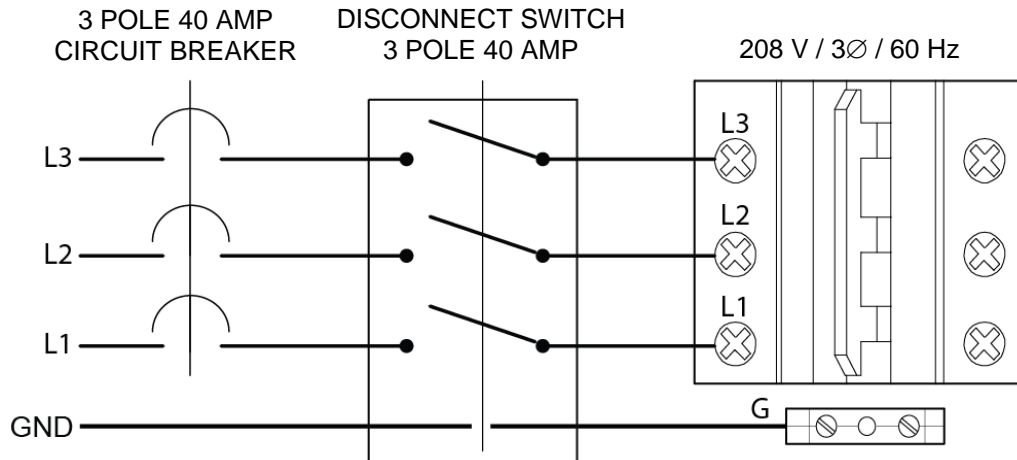 3 POLE 40 AMP
CIRCUIT BREAKER
DISCONNECT SWITCH
3 POLE 40 AMP
208 V / 3∅ / 60 Hz
L3
L3
L2
L2
L1
L1
GND
G